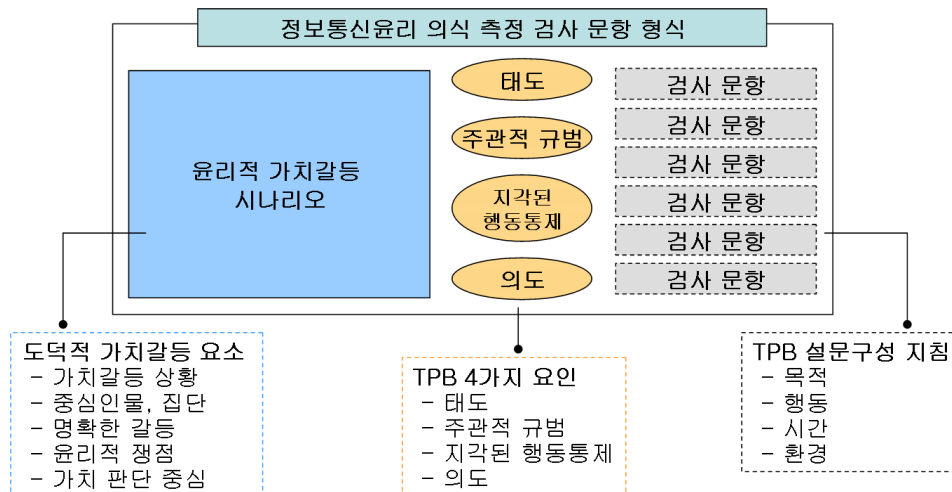 정보통신윤리 의식 측정 검사 문항 형식
윤리적 가치갈등
시나리오
태도
주관적 규범
지각된
행동통제
의도
검사 문항
검사 문항
검사 문항
검사 문항
검사 문항
검사 문항
도덕적 가치갈등 요소
– 가치갈등 상황
– 중심인물, 집단
– 명확한 갈등
– 윤리적 쟁점
– 가치 판단 중심
TPB 4가지 요인
– 태도
– 주관적 규범
– 지각된 행동통제
– 의도
TPB 설문구성 지침
– 목적
– 행동
– 시간
– 환경